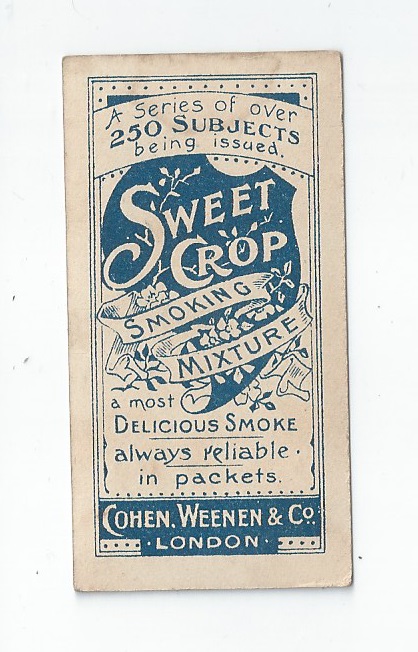 A Series of over
250 SUBJECTS
being issued.
SWEET
CROP
SMOKING
MIXTURE
a most
DELICIOUS SMOKE
always reliable.
in packets.
COHEN. WEENEN & Co.
· LONDON ·